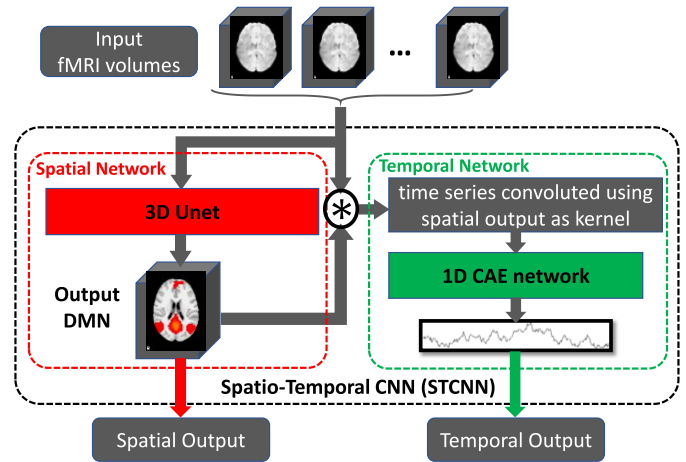 Input
fMRI volumes
...
Spatial Network
Temporal Network
3D Unet
*
time series convoluted using
spatial output as kernel
1D CAE network
Output
DMN
Spatio-Temporal CNN (STCNN)
Spatial Output
Temporal Output